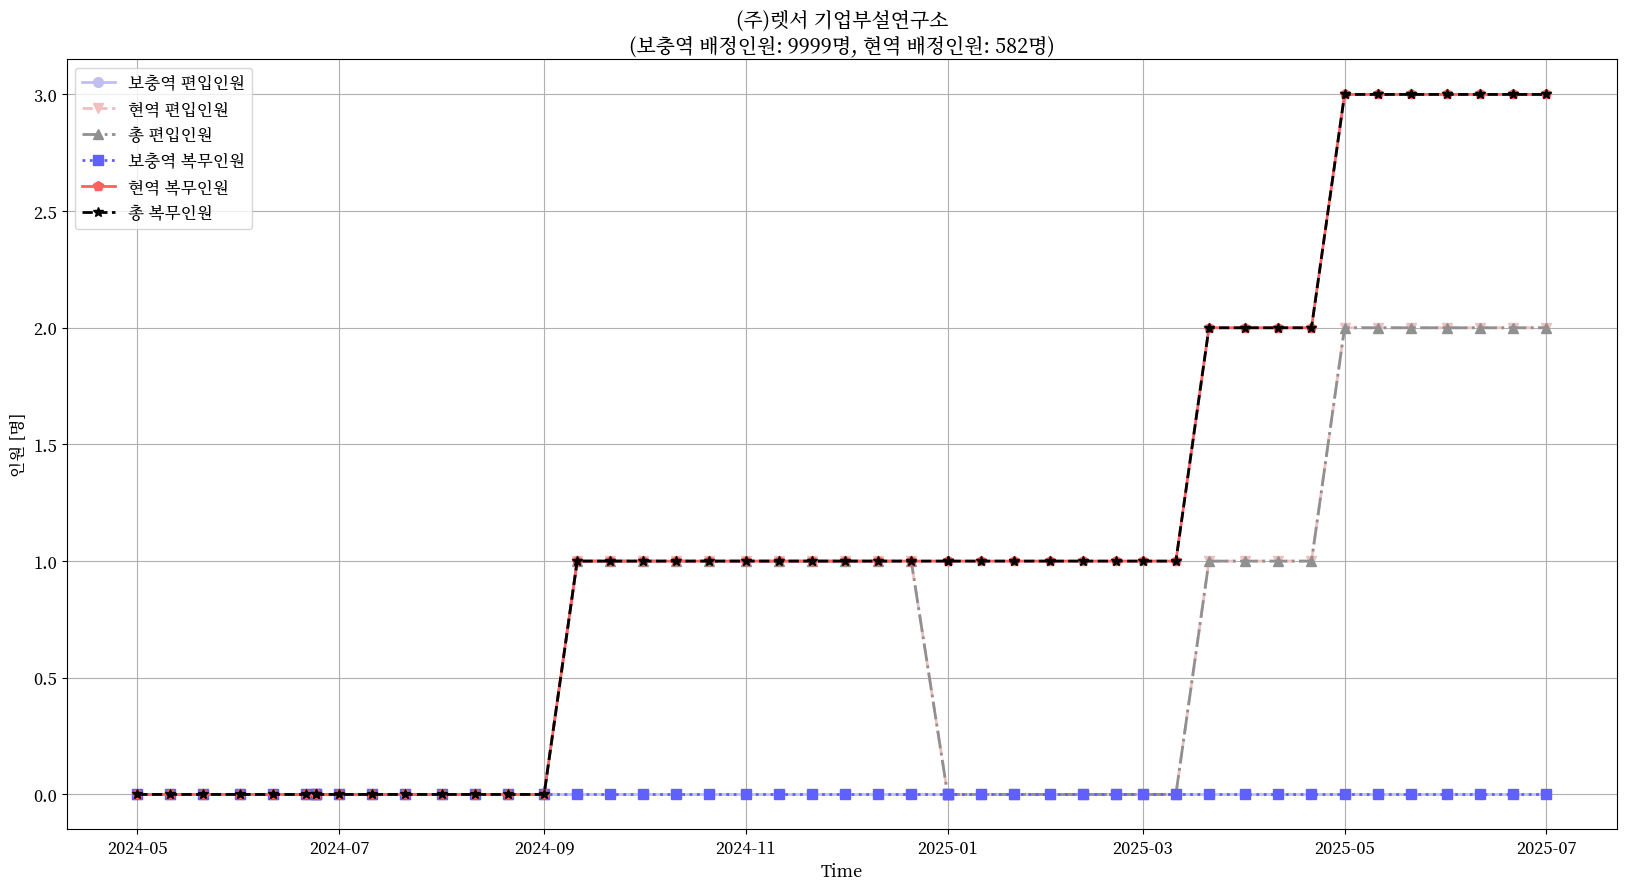 (주)렛서 기업부설연구소
(보충역 배정인원: 9999명, 현역 배정인원: 582명)
보충역 편입인원
현역 편입인원
총 편입인원
보충역 복무인원
현역 복무인원
총 복무인원
3.0
2.5
2.0
1.5
1.0
0.5
0.0
인원 [명]
2024-05 2024-07 2024-09 2024-11 2025-01 2025-03 2025-05 2025-07
Time